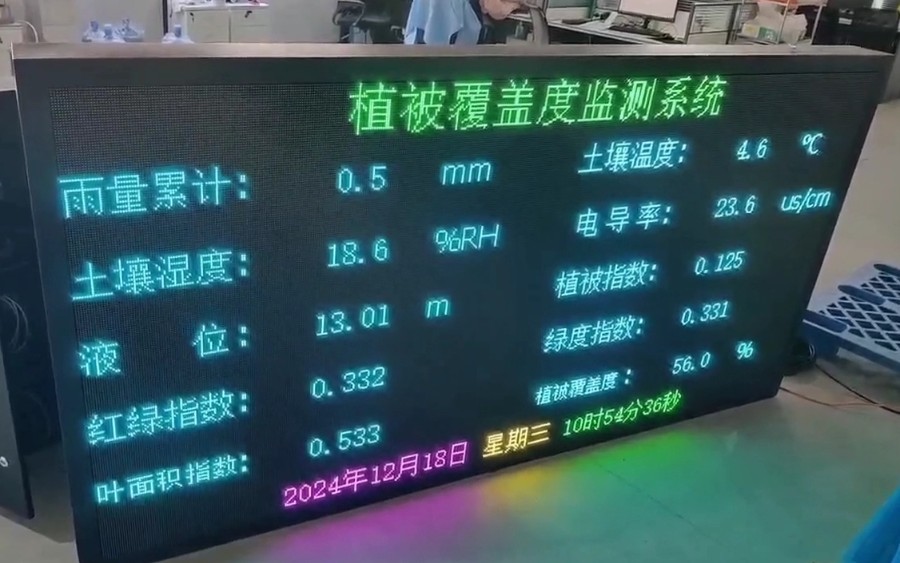 植被覆盖度监测系统
雨量累计: 0.5 mm
土壤温度: 4.6 ℃
土壤湿度: 18.6 %RH
电导率: 23.6 us/cm
液 位: 13.01 m
植被指数: 0.125
红绿指数: 0.332
绿度指数: 0.331
叶面积指数: 0.533
植被覆盖度: 56.0 %
2024年12月18日 星期三 10时54分36秒